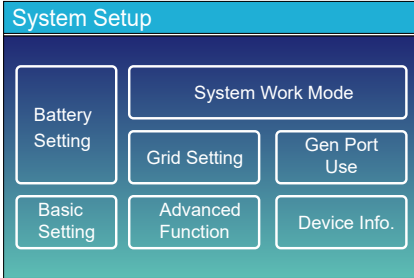 System Setup
Battery
Setting
System Work Mode
Grid Setting
Gen Port
Use
Basic
Setting
Advanced
Function
Device Info.